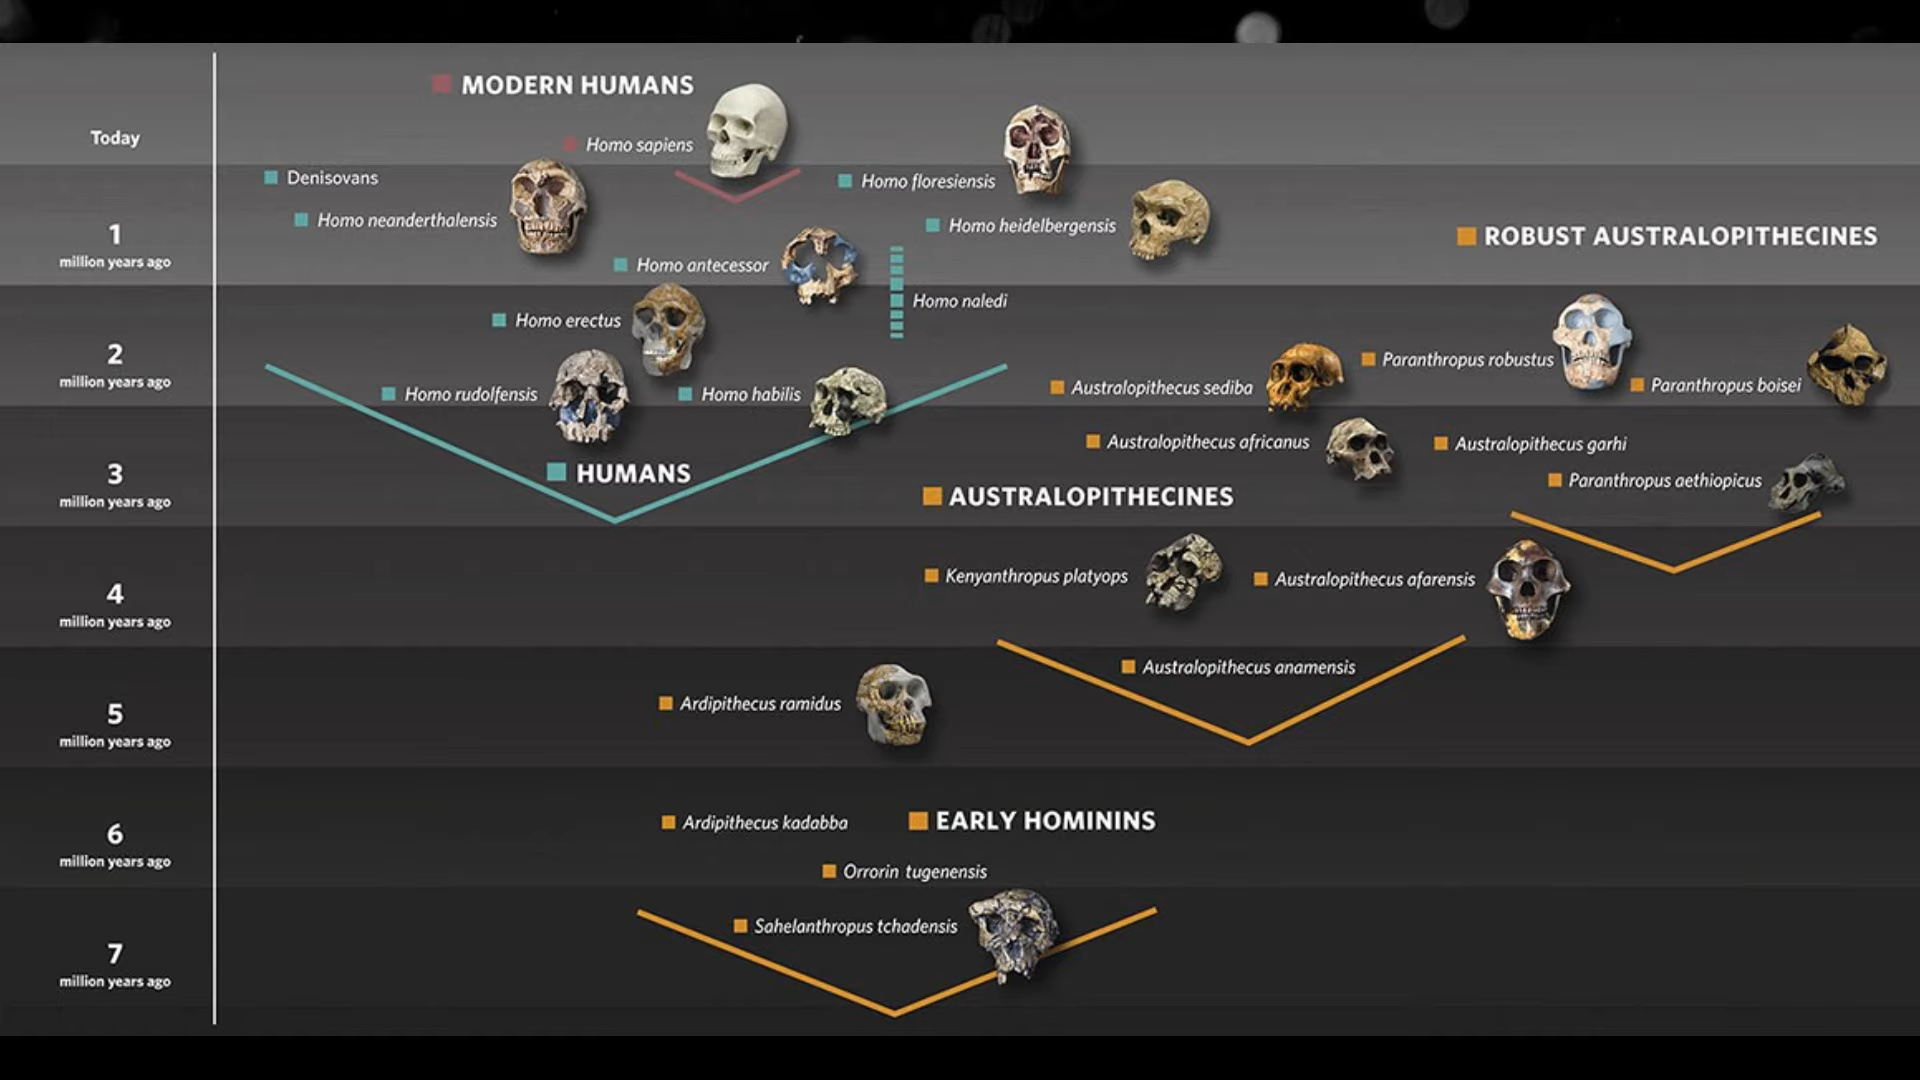 MODERN HUMANS
Today
Homo sapiens
Denisovans
Homo floresiensis
Homo neanderthalensis
Homo heidelbergensis
1
million years ago
ROBUST AUSTRALOPITHECINES
Homo antecessor
Homo naledi
Homo erectus
2
million years ago
Paranthropus robustus
Australopithecus sediba
Paranthropus boisei
Homo rudolfensis
Homo habilis
Australopithecus africanus
Australopithecus garhi
3
million years ago
HUMANS
Paranthropus aethiopicus
AUSTRALOPITHECINES
Kenyanthropus platyops
Australopithecus afarensis
4
million years ago
Australopithecus anamensis
Ardipithecus ramidus
5
million years ago
Ardipithecus kadabba
EARLY HOMININS
6
million years ago
Orrorin tugenensis
Sahelanthropus tchadensis
7
million years ago